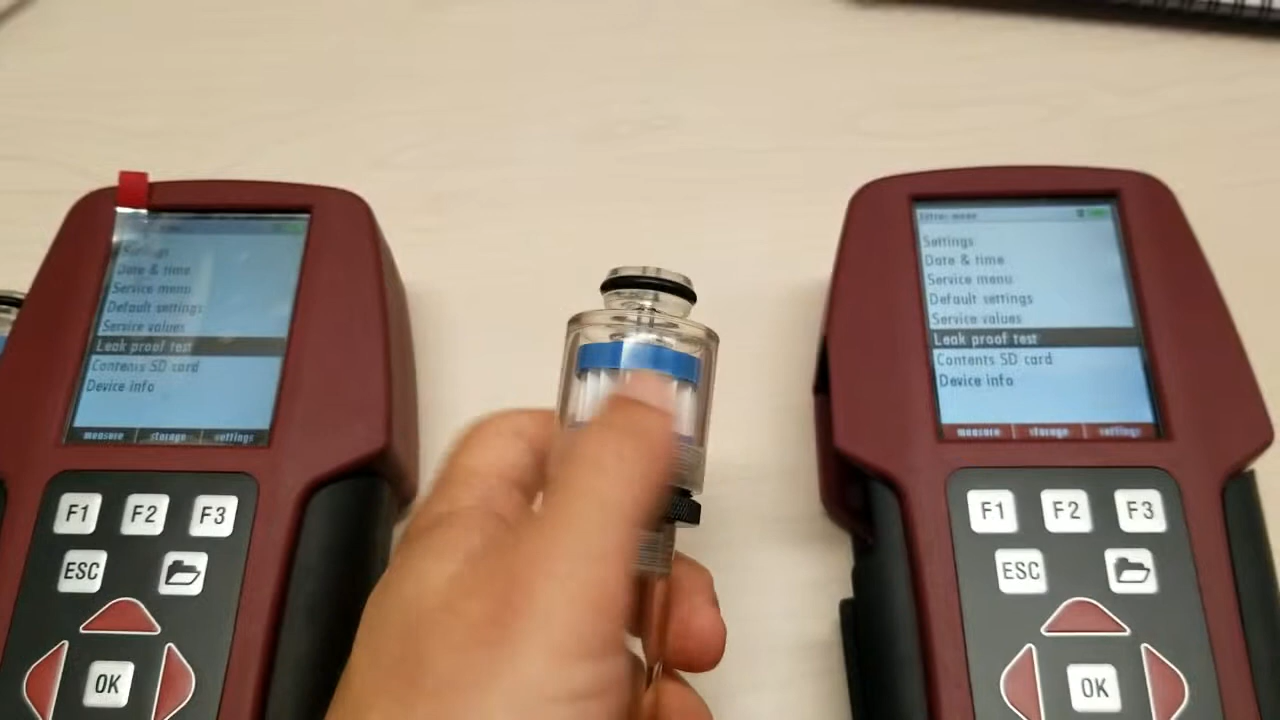 Settings
Date & time
Service menu
Default settings
Service values
Leak proof test
Contents SD card
Device info
measure storage settings
F1 F2 F3
ESC
OK
Extras menu
Settings
Date & time
Service menu
Default settings
Service values
Leak proof test
Contents SD card
Device info
measure storage settings
F1 F2 F3
ESC
OK